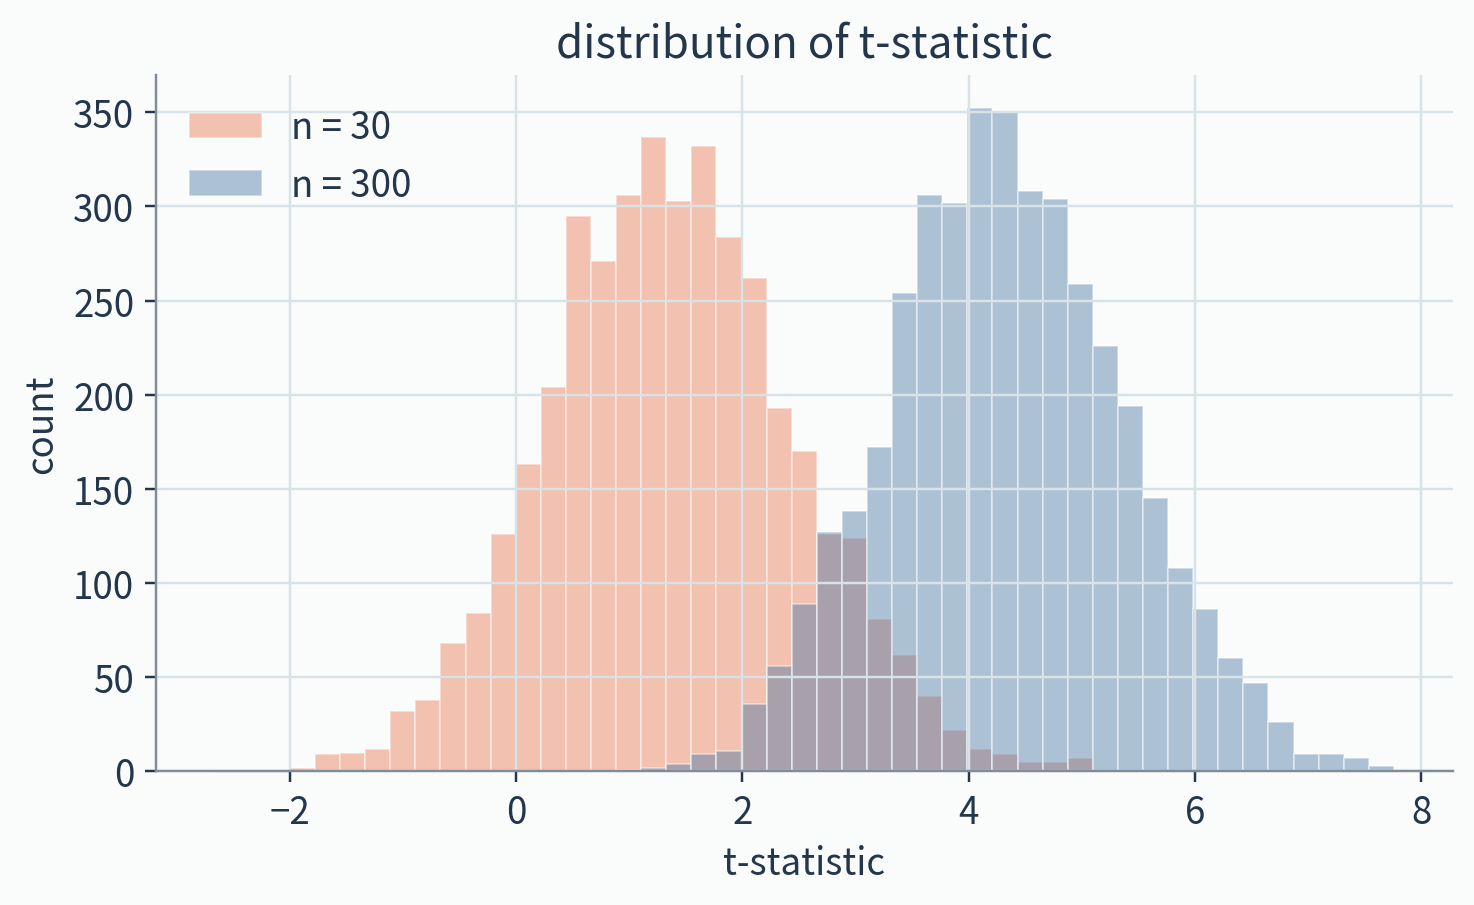 distribution of t-statistic
n = 30
n = 300
350
300
250
200
150
100
50
0
count
−2 0 2 4 6 8
t-statistic